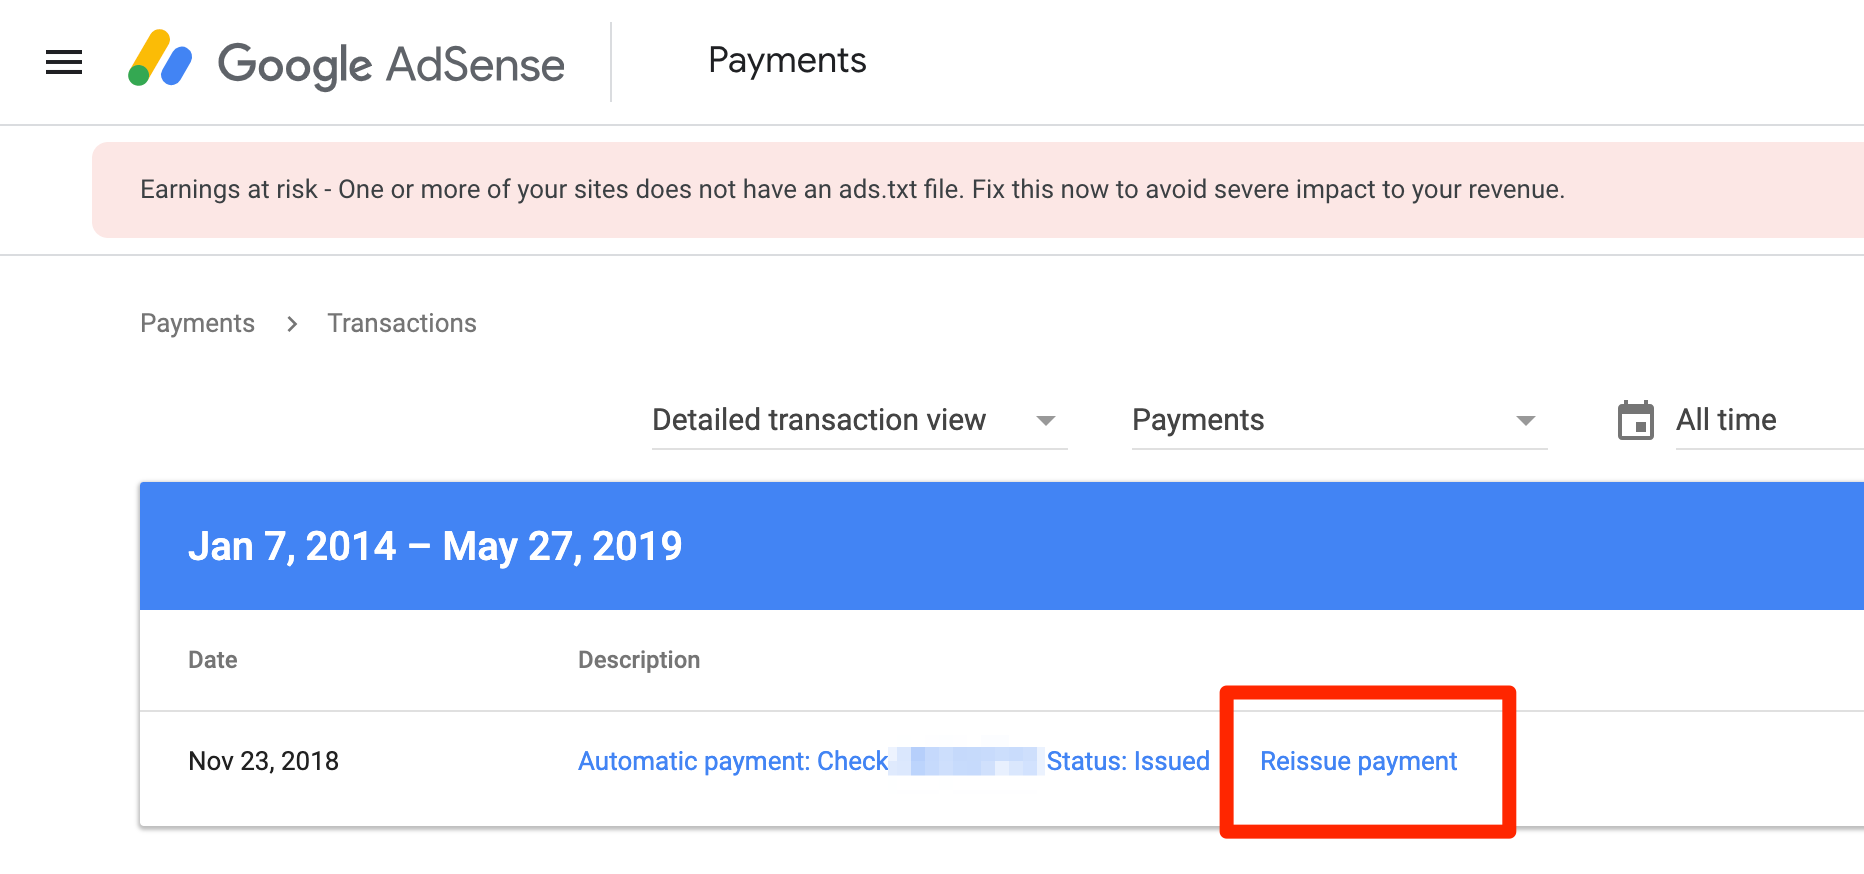 Google AdSense
Payments
Earnings at risk - One or more of your sites does not have an ads.txt file. Fix this now to avoid severe impact to your revenue.
Payments > Transactions
Detailed transaction view Payments All time
Jan 7, 2014 – May 27, 2019
Date Description
Nov 23, 2018 Automatic payment: Check Status: Issued Reissue payment